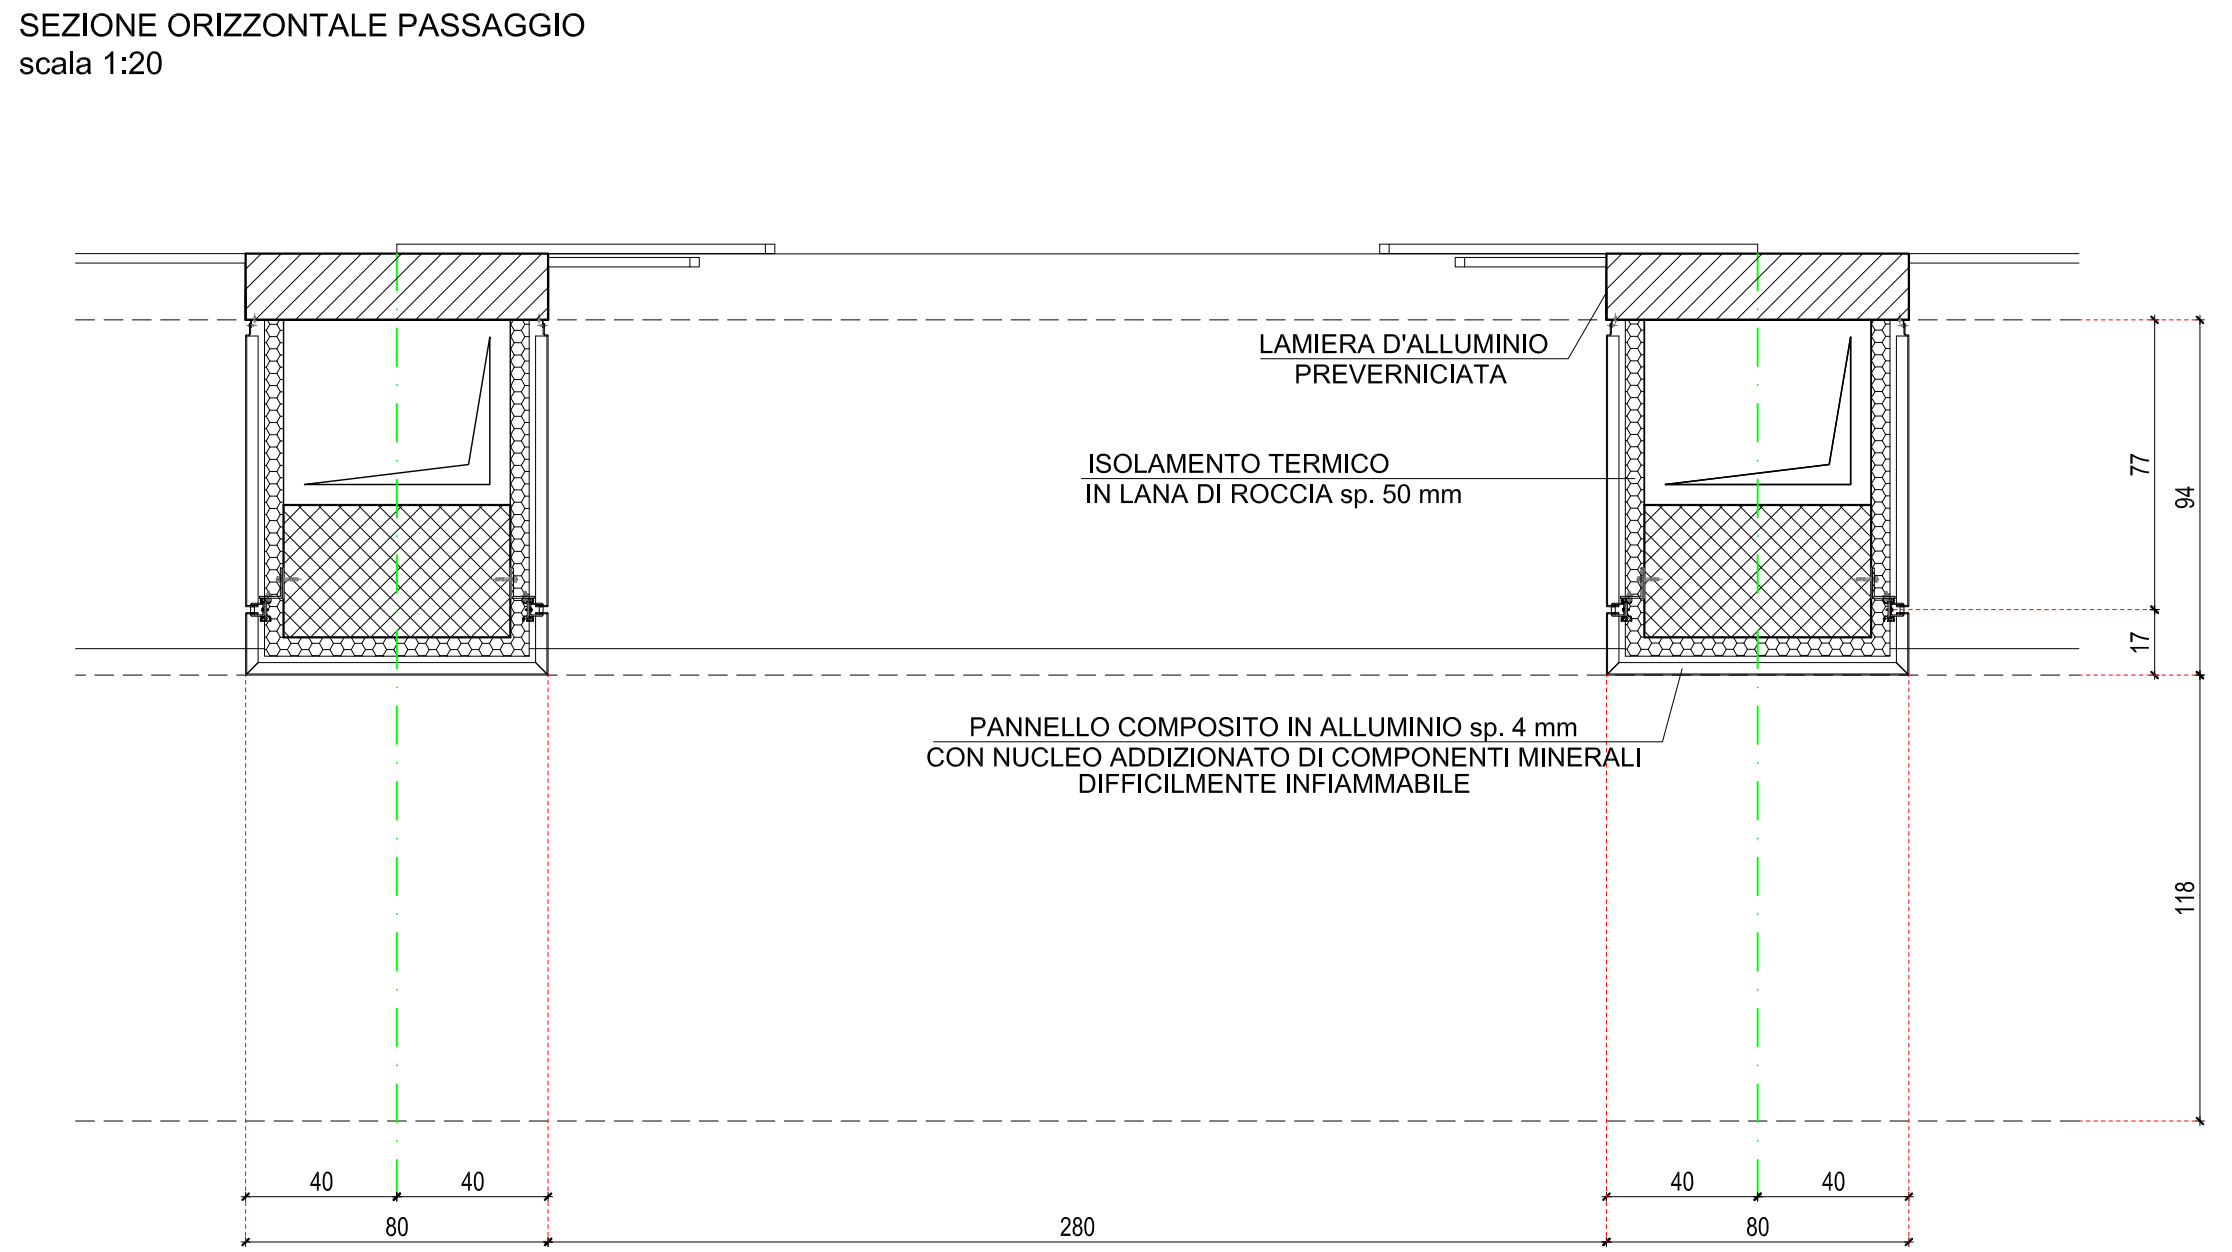 SEZIONE ORIZZONTALE PASSAGGIO
scala 1:20
LAMIERA D'ALLUMINIO
PREVERNICIATA
ISOLAMENTO TERMICO
IN LANA DI ROCCIA sp. 50 mm
77
94
17
PANNELLO COMPOSITO IN ALLUMINIO sp. 4 mm
CON NUCLEO ADDIZIONATO DI COMPONENTI MINERALI
DIFFICILMENTE INFIAMMABILE
118
40 40 40 40
80 280 80